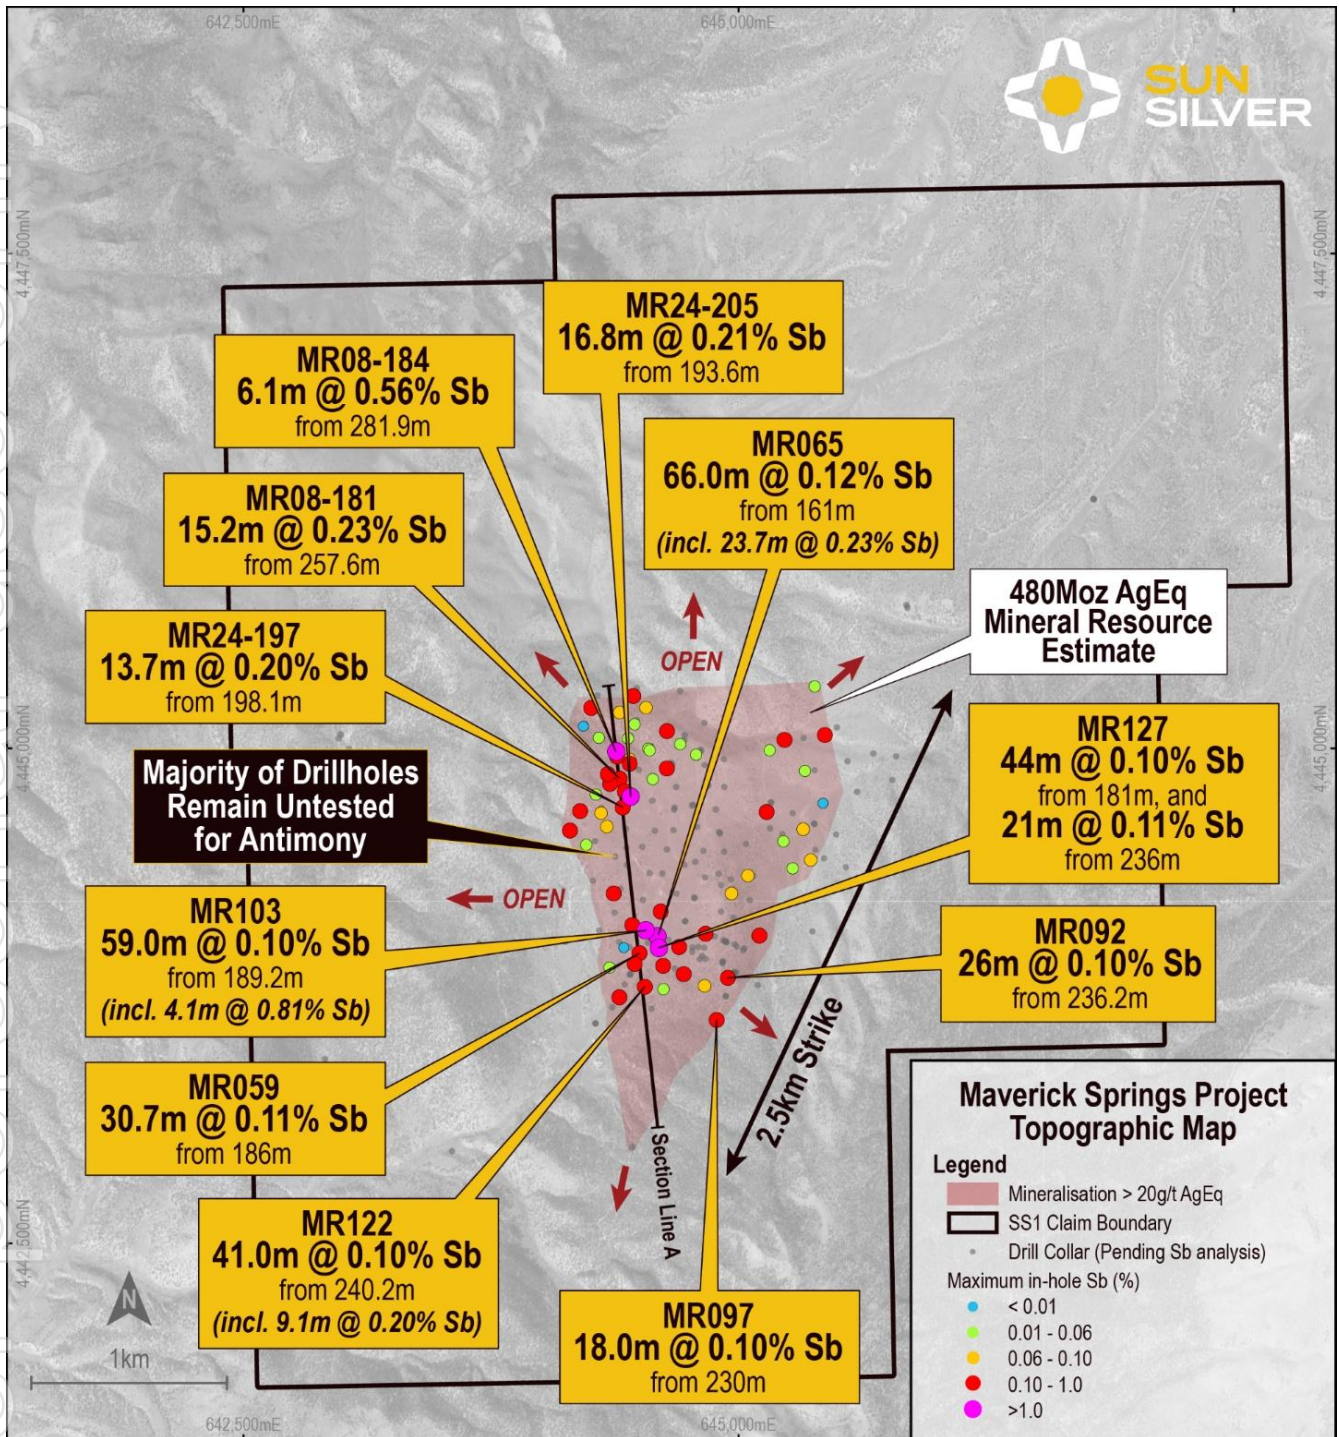 642,500mE
645,000mE
SUN
SILVER
4,447,500mN
4,447,500mN
MR24-205
16.8m @ 0.21% Sb
from 193.6m
MR08-184
6.1m @ 0.56% Sb
from 281.9m
MR065
66.0m @ 0.12% Sb
from 161m
(incl. 23.7m @ 0.23% Sb)
MR08-181
15.2m @ 0.23% Sb
from 257.6m
480Moz AgEq
Mineral Resource
Estimate
MR24-197
13.7m @ 0.20% Sb
from 198.1m
OPEN
4,445,000mN
4,445,000mN
MR127
44m @ 0.10% Sb
from 181m, and
21m @ 0.11% Sb
from 236m
Majority of Drillholes
Remain Untested
for Antimony
OPEN
MR103
59.0m @ 0.10% Sb
from 189.2m
(incl. 4.1m @ 0.81% Sb)
MR092
26m @ 0.10% Sb
from 236.2m
2.5km Strike
MR059
30.7m @ 0.11% Sb
from 186m
Section Line A
MR122
41.0m @ 0.10% Sb
from 240.2m
(incl. 9.1m @ 0.20% Sb)
4,442,500mN
N
1km
MR097
18.0m @ 0.10% Sb
from 230m
Maverick Springs Project
Topographic Map
Legend
Mineralisation > 20g/t AgEq
SS1 Claim Boundary
Drill Collar (Pending Sb analysis)
Maximum in-hole Sb (%)
< 0.01
0.01 - 0.06
0.06 - 0.10
0.10 - 1.0
>1.0
642,500mE
645,000mE